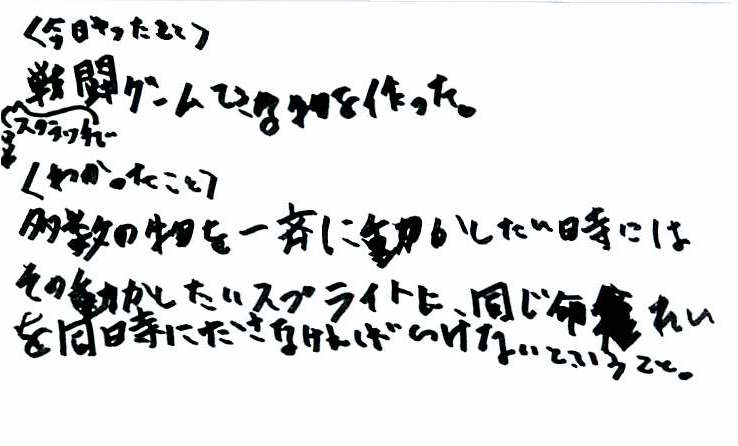 〈今日やったこと〉
戦闘ゲームてきな物を作った。
スクラッチで
〈わかったこと〉
多数の物を一斉に動かしたい時には
その動かしたいスプライトに、同じ命れい
を同時にださなければいけないということ。